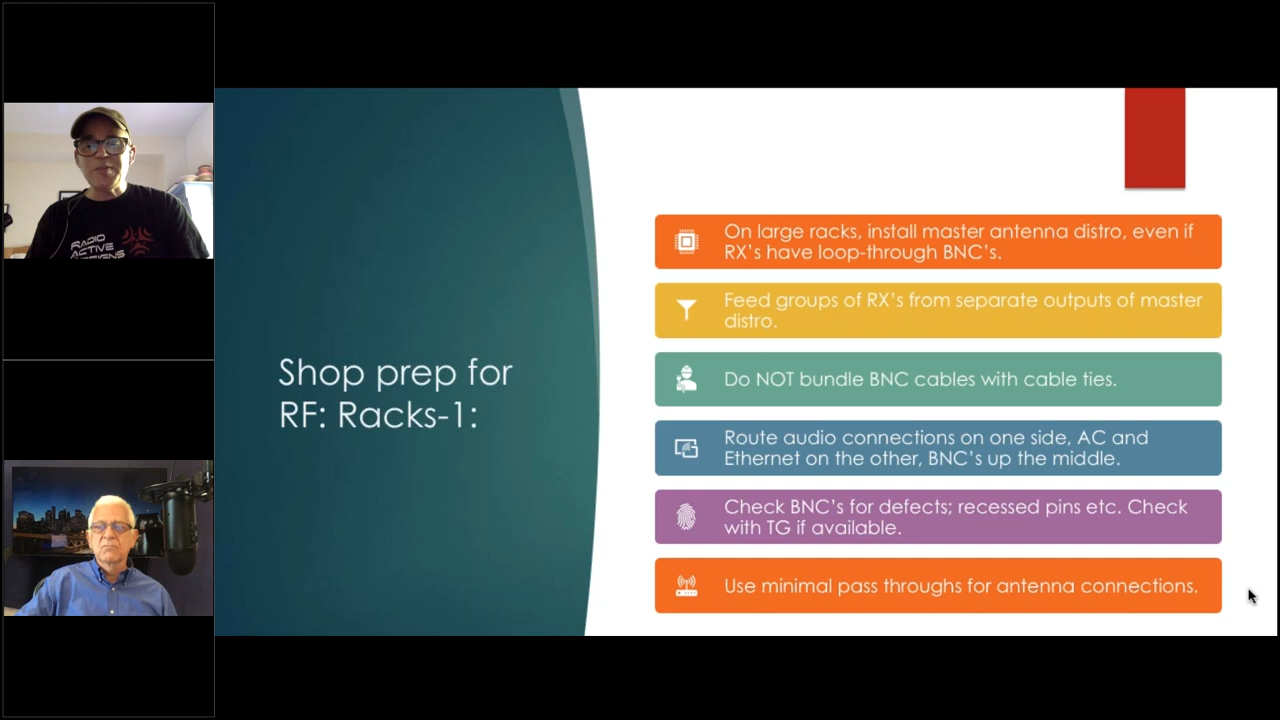 RADIO
ACTIVE
Shop prep for
RF: Racks-1:
On large racks, install master antenna distro, even if
RX's have loop-through BNC's.
Feed groups of RX's from separate outputs of master
distro.
Do NOT bundle BNC cables with cable ties.
Route audio connections on one side, AC and
Ethernet on the other, BNC's up the middle.
Check BNC's for defects; recessed pins etc. Check
with TG if available.
Use minimal pass throughs for antenna connections.